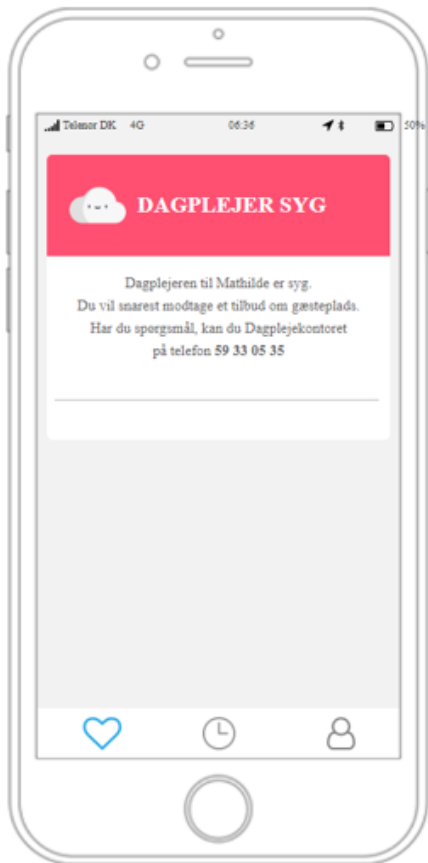 Telenor DK 4G 06:36 50%
DAGPLEJER SYG
Dagplejeren til Mathilde er syg.
Du vil snarest modtage et tilbud om gæsteplads.
Har du spørgsmål, kan du Dagplejekontoret
på telefon 59 33 05 35